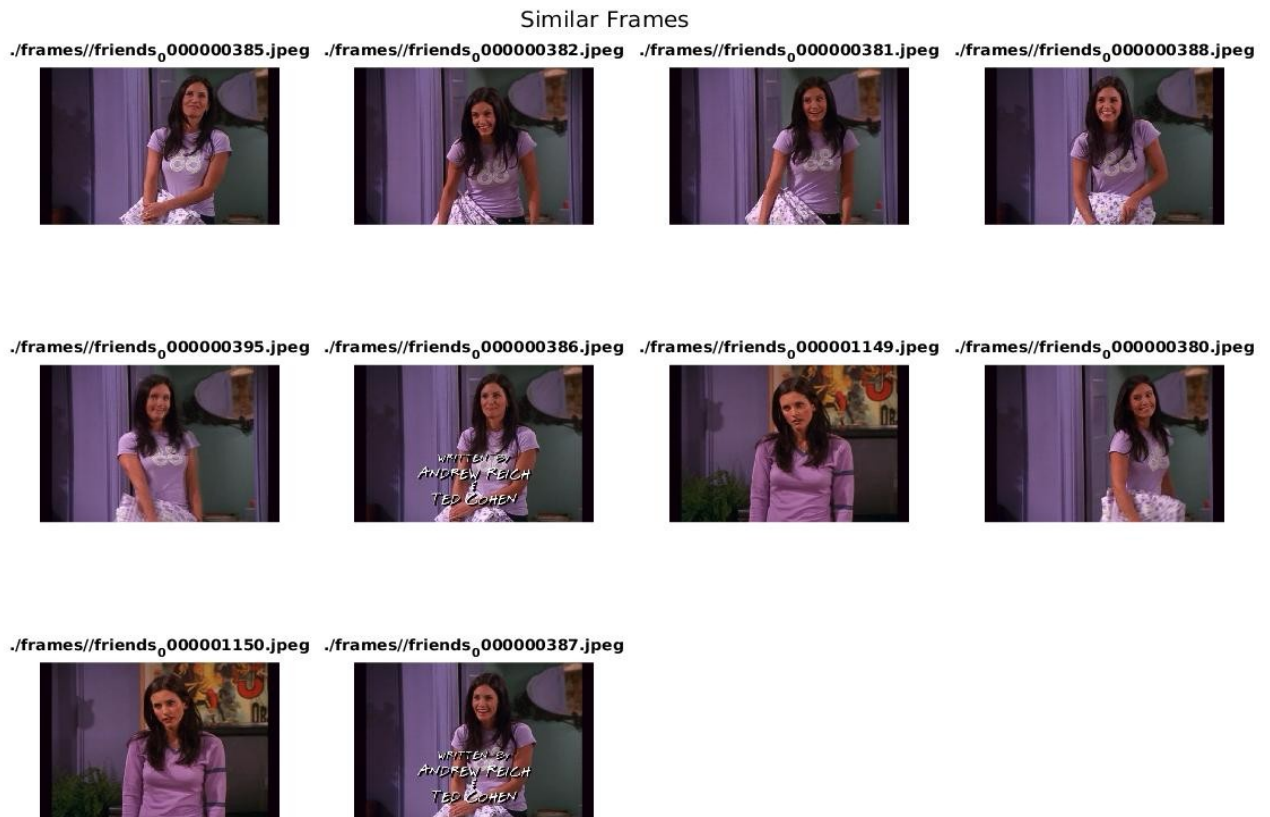 Similar Frames
./frames//friends_0000000385.jpeg ./frames//friends_0000000382.jpeg ./frames//friends_0000000381.jpeg ./frames//friends_0000000388.jpeg
./frames//friends_0000000395.jpeg ./frames//friends_0000000386.jpeg ./frames//friends_0000001149.jpeg ./frames//friends_0000000380.jpeg
WRITTEN BY
ANDREW REICH
&
TED COHEN
./frames//friends_0000001150.jpeg ./frames//friends_0000000387.jpeg
WRITTEN BY
ANDREW REICH
&
TED COHEN